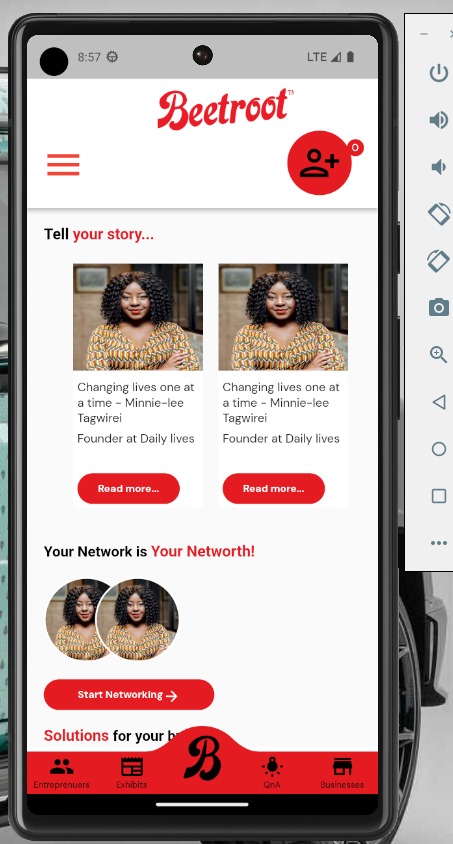 8:57
LTE
Beetroot™
0
Tell your story...
Changing lives one at
a time - Minnie-lee
Tagwirei
Founder at Daily lives
Read more...
Changing lives one at
a time - Minnie-lee
Tagwirei
Founder at Daily lives
Read more...
Your Network is Your Networth!
Start Networking
Solutions for your b
B
Entreprenuers
Exhibits
QnA
Businesses